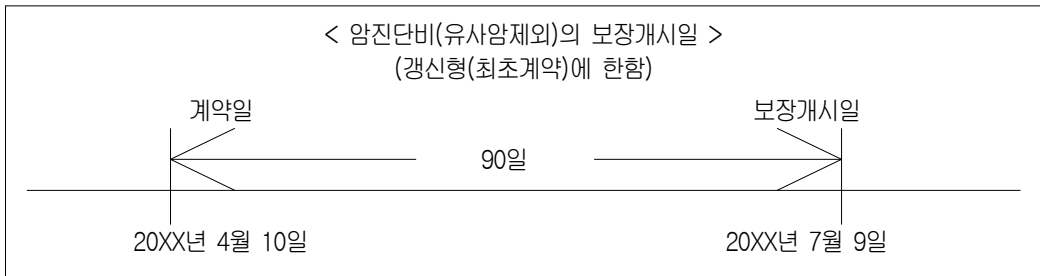 < 암진단비(유사암제외)의 보장개시일 >
(갱신형(최초계약)에 한함)
계약일 보장개시일
90일
20XX년 4월 10일 20XX년 7월 9일